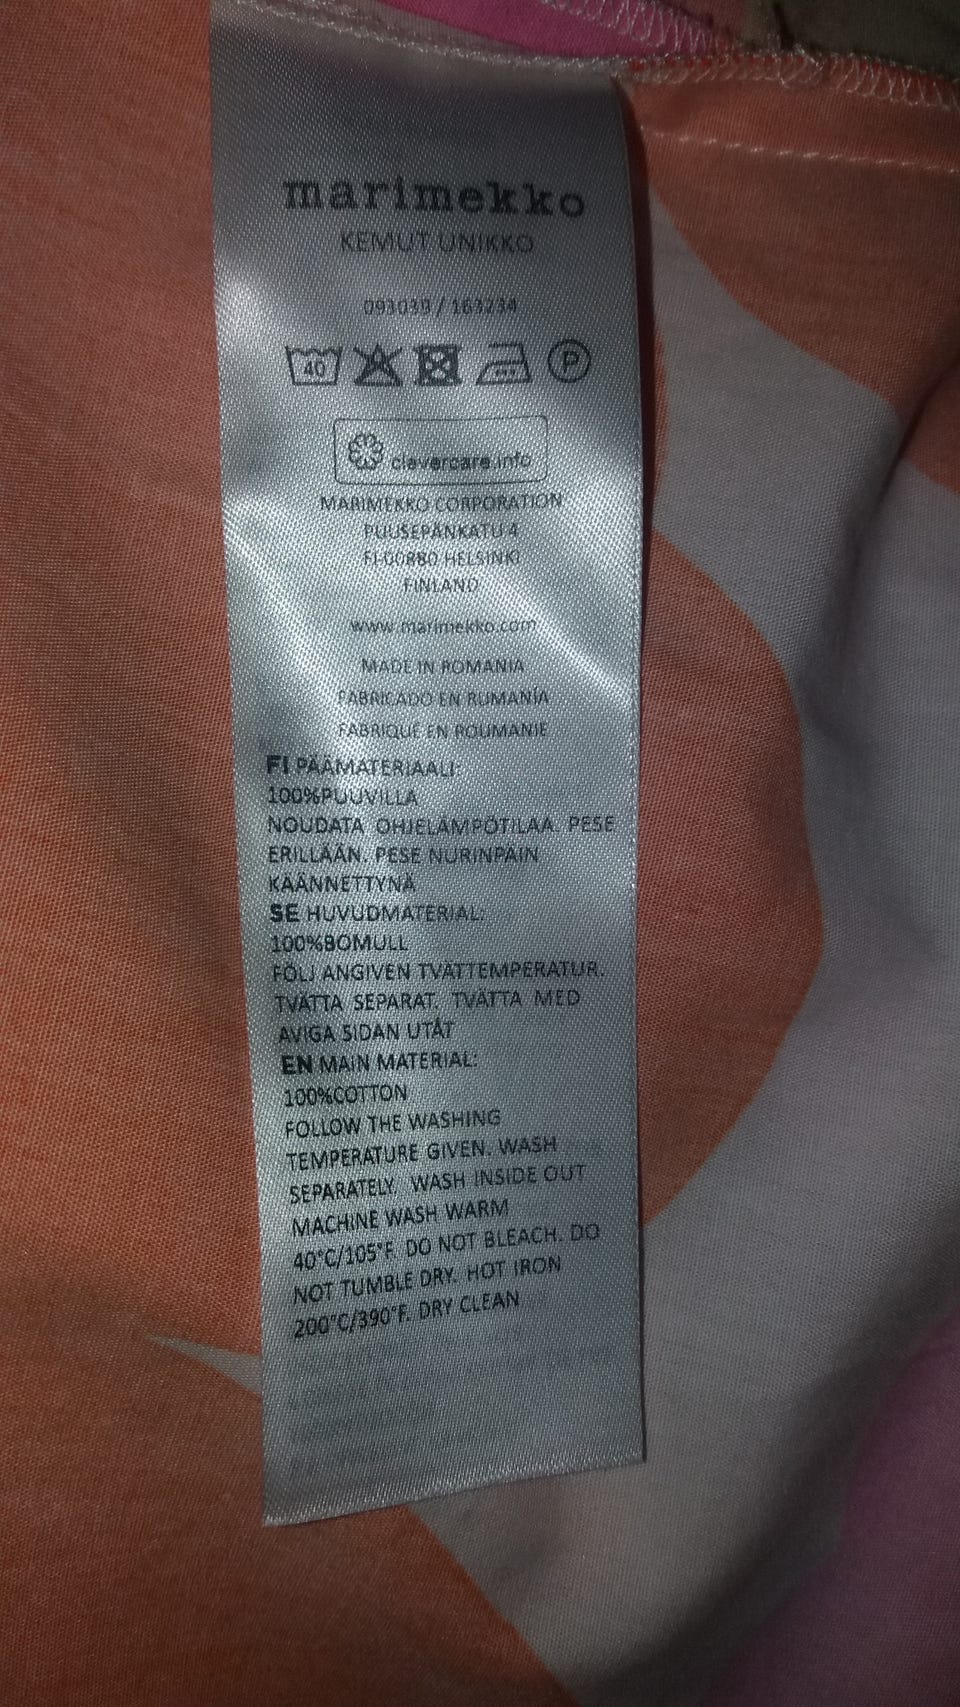 marimekko
KEMUT UNIKKO
093039 / 163234
40 P
clevercare.info
MARIMEKKO CORPORATION
PUUSEPÄNKATU 4
FI-00880 HELSINKI
FINLAND
www.marimekko.com
MADE IN ROMANIA
FABRICADO EN RUMANÍA
FABRIQUÉ EN ROUMANIE
FI PÄÄMATERIAALI:
100%PUUVILLA
NOUDATA OHJELÄMPÖTILAA. PESE
ERILLÄÄN. PESE NURINPÄIN
KÄÄNNETTYNÄ
SE HUVUDMATERIAL:
100%BOMULL
FÖLJ ANGIVEN TVÄTTEMPERATUR.
TVÄTTA SEPARAT. TVÄTTA MED
AVIGA SIDAN UTÅT
EN MAIN MATERIAL:
100%COTTON
FOLLOW THE WASHING
TEMPERATURE GIVEN. WASH
SEPARATELY. WASH INSIDE OUT
MACHINE WASH WARM
40°C/105°F. DO NOT BLEACH. DO
NOT TUMBLE DRY. HOT IRON
200°C/390°F. DRY CLEAN